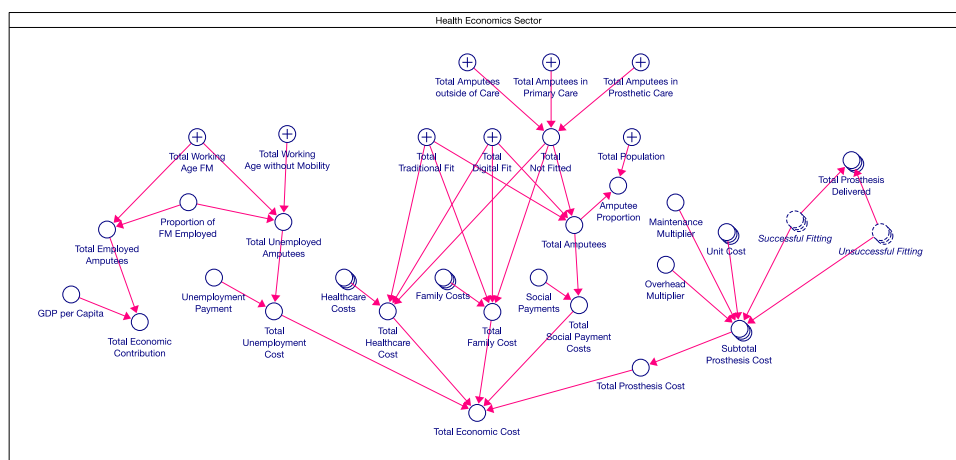 Health Economics Sector
Total Amputees
outside of Care
Total Amputees in
Primary Care
Total Amputees in
Prosthetic Care
Total Working
Age FM
Total Working
Age without Mobility
Total
Traditional Fit
Total
Digital Fit
Total
Not Fitted
Total Population
Total Prosthesis
Delivered
Proportion of
FM Employed
Amputee
Proportion
Maintenance
Multiplier
Successful Fitting
Unsuccessful Fitting
Total Employed
Amputees
Total Unemployed
Amputees
Total Amputees
Unit Cost
Overhead
Multiplier
GDP per Capita
Unemployment
Payment
Healthcare
Costs
Family Costs
Social
Payments
Total Economic
Contribution
Total
Unemployment
Cost
Total
Healthcare
Cost
Total
Family Cost
Total
Social Payment
Costs
Subtotal
Prosthesis Cost
Total Prosthesis Cost
Total Economic Cost